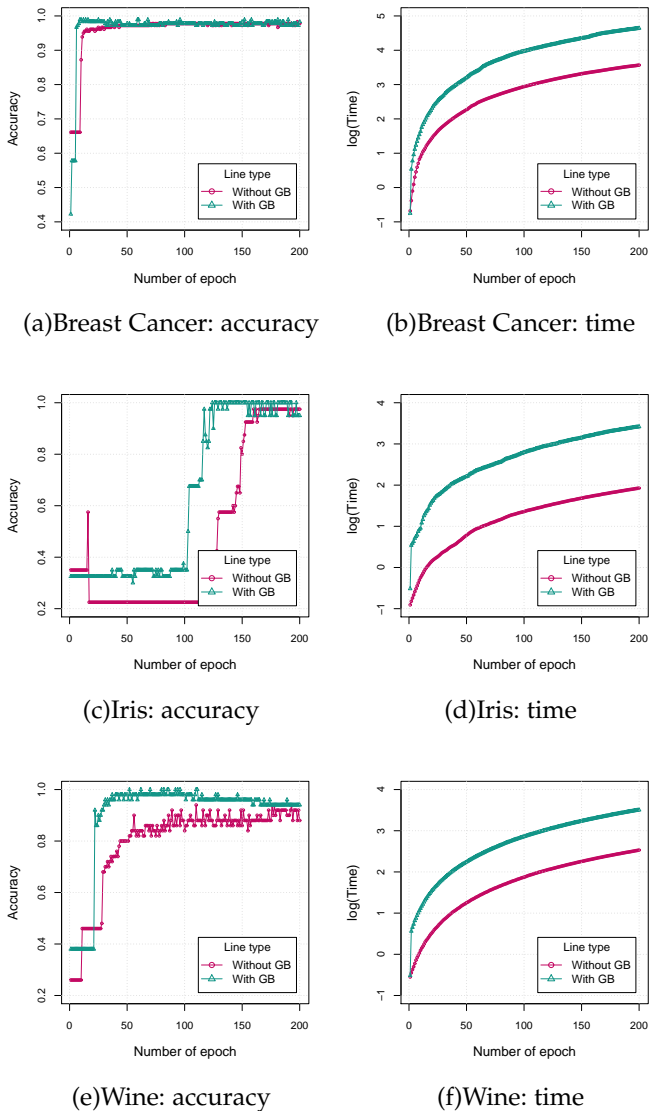 Accuracy
0.4 0.5 0.6 0.7 0.8 0.9 1.0
0 50 100 150 200
Number of epoch
Line type
Without GB
With GB
log(Time)
−1 0 1 2 3 4 5
0 50 100 150 200
Number of epoch
Line type
Without GB
With GB
(a)Breast Cancer: accuracy
(b)Breast Cancer: time
Accuracy
0.2 0.4 0.6 0.8 1.0
0 50 100 150 200
Number of epoch
Line type
Without GB
With GB
log(Time)
−1 0 1 2 3 4
0 50 100 150 200
Number of epoch
Line type
Without GB
With GB
(c)Iris: accuracy
(d)Iris: time
Accuracy
0.2 0.4 0.6 0.8 1.0
0 50 100 150 200
Number of epoch
Line type
Without GB
With GB
log(Time)
−1 0 1 2 3 4
0 50 100 150 200
Number of epoch
Line type
Without GB
With GB
(e)Wine: accuracy
(f)Wine: time